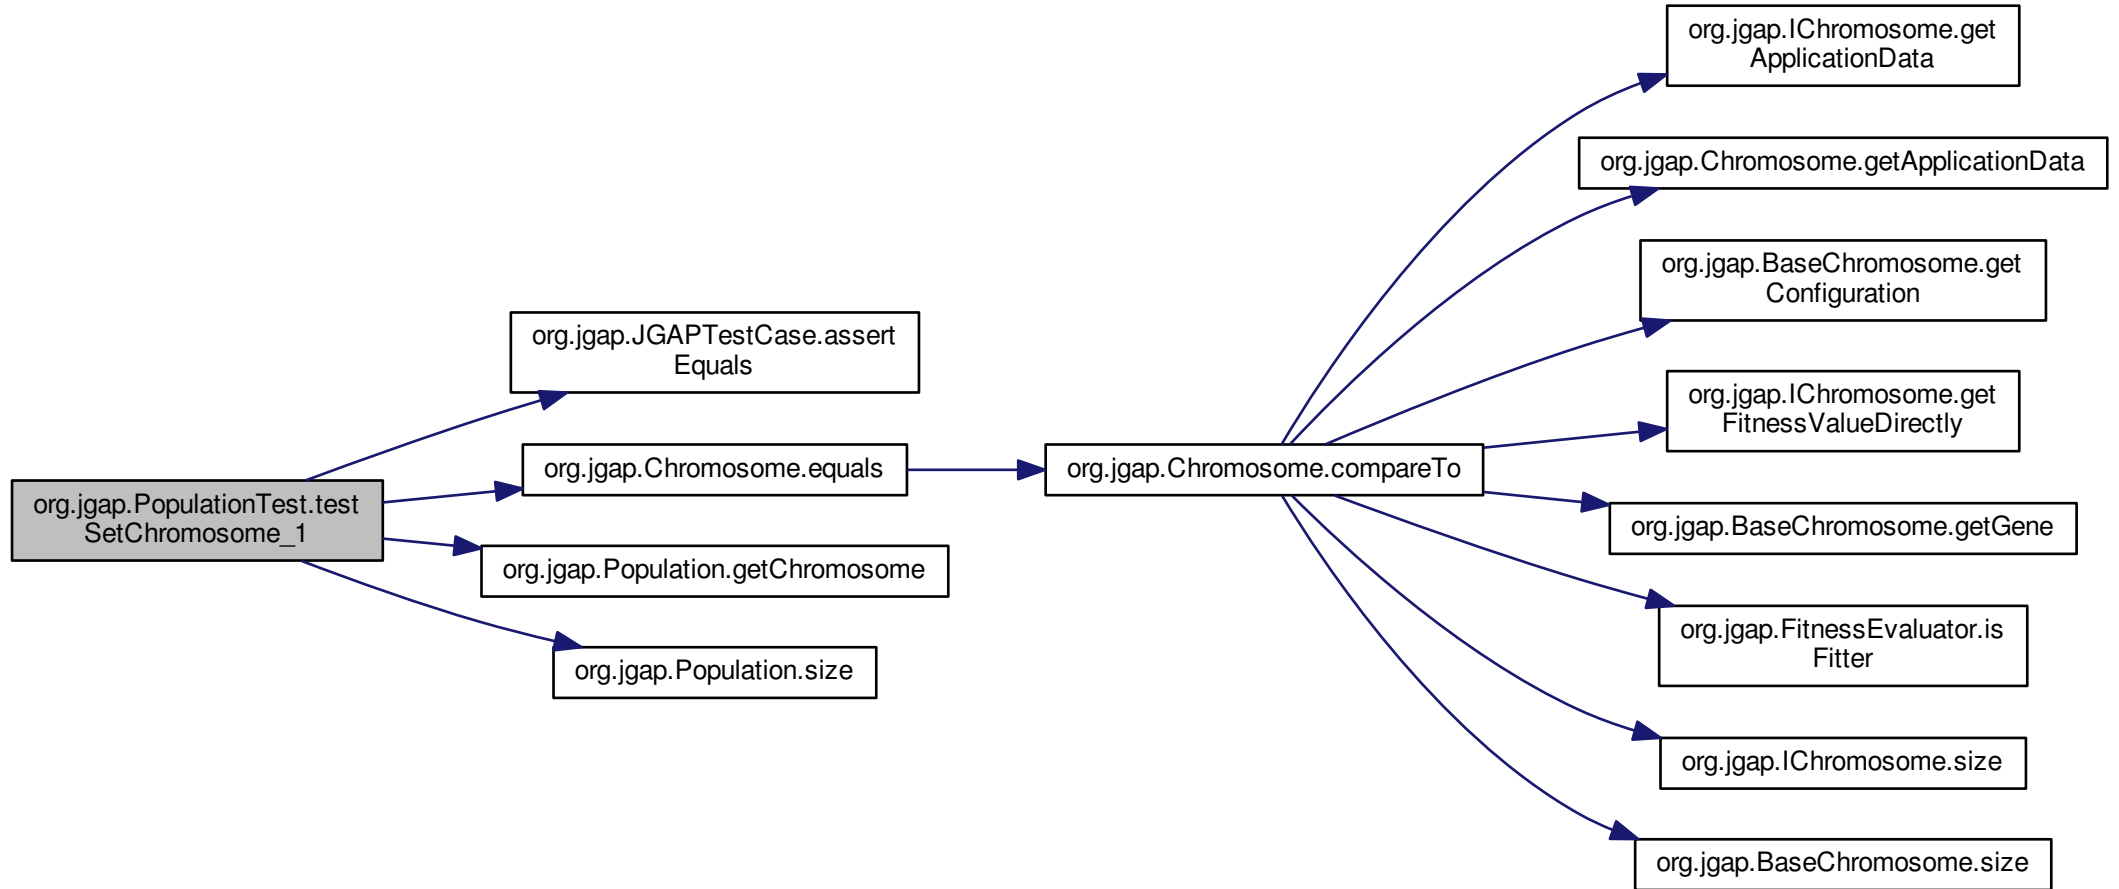 org.jgap.PopulationTest.test
SetChromosome_1
org.jgap.JGAPTestCase.assert
Equals
org.jgap.Chromosome.equals
org.jgap.Population.getChromosome
org.jgap.Population.size
org.jgap.Chromosome.compareTo
org.jgap.IChromosome.get
ApplicationData
org.jgap.Chromosome.getApplicationData
org.jgap.BaseChromosome.get
Configuration
org.jgap.IChromosome.get
FitnessValueDirectly
org.jgap.BaseChromosome.getGene
org.jgap.FitnessEvaluator.is
Fitter
org.jgap.IChromosome.size
org.jgap.BaseChromosome.size